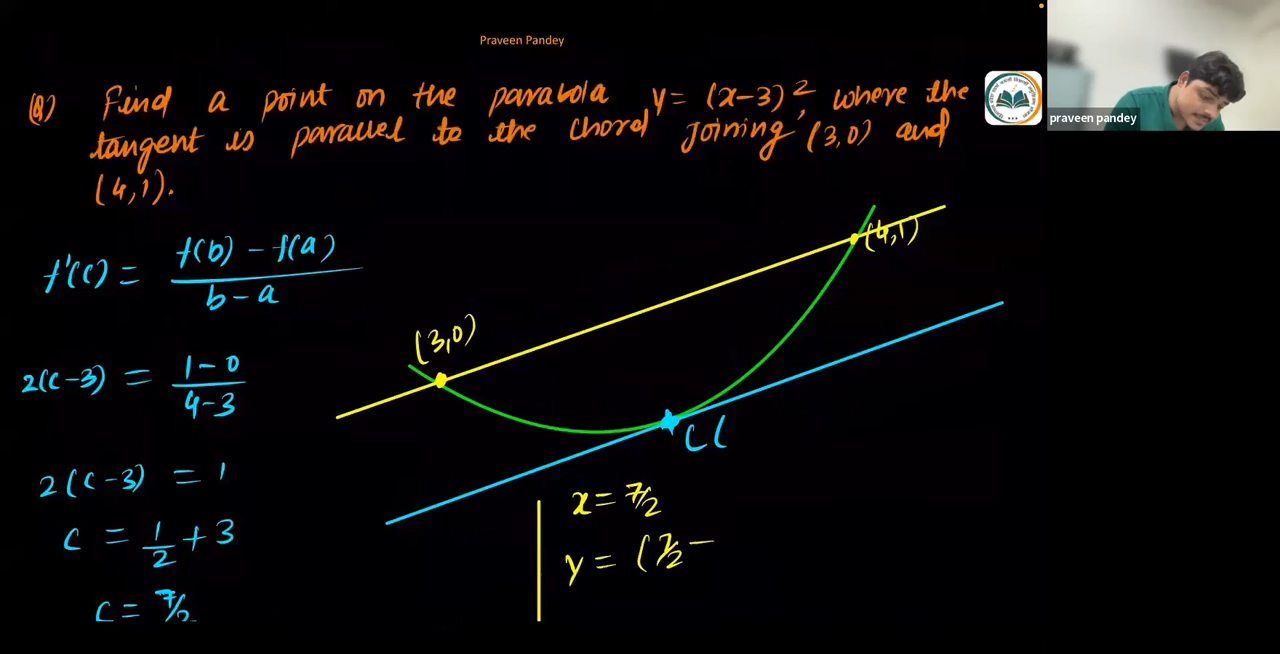 Praveen Pandey
(Q) Find a point on the parabola y = (x-3)², where the
tangent is parallel to the chord joining (3,0) and
(4,1).
f'(c) = f(b) - f(a) / b - a
2(c-3) = 1-0 / 4-3
2(c-3) = 1
c = 1/2 + 3
c = 7/2
(3,0)
(4,1)
x = 7/2
y = (7/2 -
praveen pandey